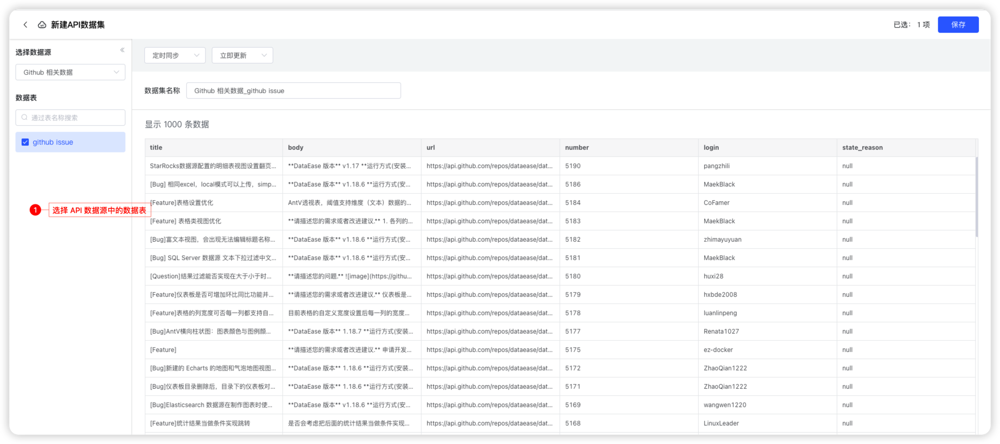 新建API数据集
已选： 1 项
保存
选择数据源
Github 相关数据
数据表
通过表名称搜索
github issue
1
选择 API 数据源中的数据表
定时同步
立即更新
数据集名称
Github 相关数据_github issue
显示 1000 条数据
title body url number login state_reason
StarRocks数据源配置的明细表视图设置翻页... **DataEase 版本** v1.17 **运行方式(安装... https://api.github.com/repos/dataease/dat... 5190 pangzhili null
[Bug] 相同excel，local模式可以上传，simp... **DataEase 版本** v1.18.6 **运行方式(安... https://api.github.com/repos/dataease/dat... 5186 MaekBlack null
[Feature]表格设置优化 AntV透视表，阈值支持维度（文本）数据的... https://api.github.com/repos/dataease/dat... 5184 CoFamer null
[Feature] 表格类视图优化 **请描述您的需求或者改进建议.** 1. 各列的... https://api.github.com/repos/dataease/dat... 5183 MaekBlack null
[Bug]富文本视图，会出现无法编辑标题名称... **DataEase 版本** v1.18.6 **运行方式(安... https://api.github.com/repos/dataease/dat... 5182 zhimayuyuan null
[Bug] SQL Server 数据源 文本下拉过滤中文... **DataEase 版本** v1.18.6 **运行方式(安... https://api.github.com/repos/dataease/dat... 5181 MaekBlack null
[Question]结果过滤能否实现在大于小于时... **请描述您的问题.** ![image](https://githu... https://api.github.com/repos/dataease/dat... 5180 huxi28 null
[Feature]仪表板是否可增加环比同比功能并... **请描述您的需求或者改进建议.** 仪表板是... https://api.github.com/repos/dataease/dat... 5179 hxbde2008 null
[Feature]表格的列宽度可否每一列都支持自... 目前表格的自定义宽度设置后每一列的宽度... https://api.github.com/repos/dataease/dat... 5178 luanlinpeng null
[Bug]AntV横向柱状图：图表颜色与图例颜... **DataEase 版本** 1.18.7 **运行方式(安装... https://api.github.com/repos/dataease/dat... 5177 Renata1027 null
[Feature] **请描述您的需求或者改进建议.** 申请开发... https://api.github.com/repos/dataease/dat... 5175 ez-docker null
[Bug]新建的 Echarts 的地图和气泡地图视图... **DataEase 版本** 1.18.6 **运行方式(安装... https://api.github.com/repos/dataease/dat... 5172 ZhaoQian1222 null
[Bug]仪表板目录删除后，目录下的仪表板对... **DataEase 版本** 1.18.6 **运行方式(安装... https://api.github.com/repos/dataease/dat... 5171 ZhaoQian1222 null
[Bug]Elasticsearch 数据源在制作图表时使... **DataEase 版本** v1.18.6 **运行方式(安... https://api.github.com/repos/dataease/dat... 5169 wangwen1220 null
[Feature]统计结果当做条件实现跳转 是否会考虑把后面的统计结果当做条件实现... https://api.github.com/repos/dataease/dat... 5168 LinuxLeader null